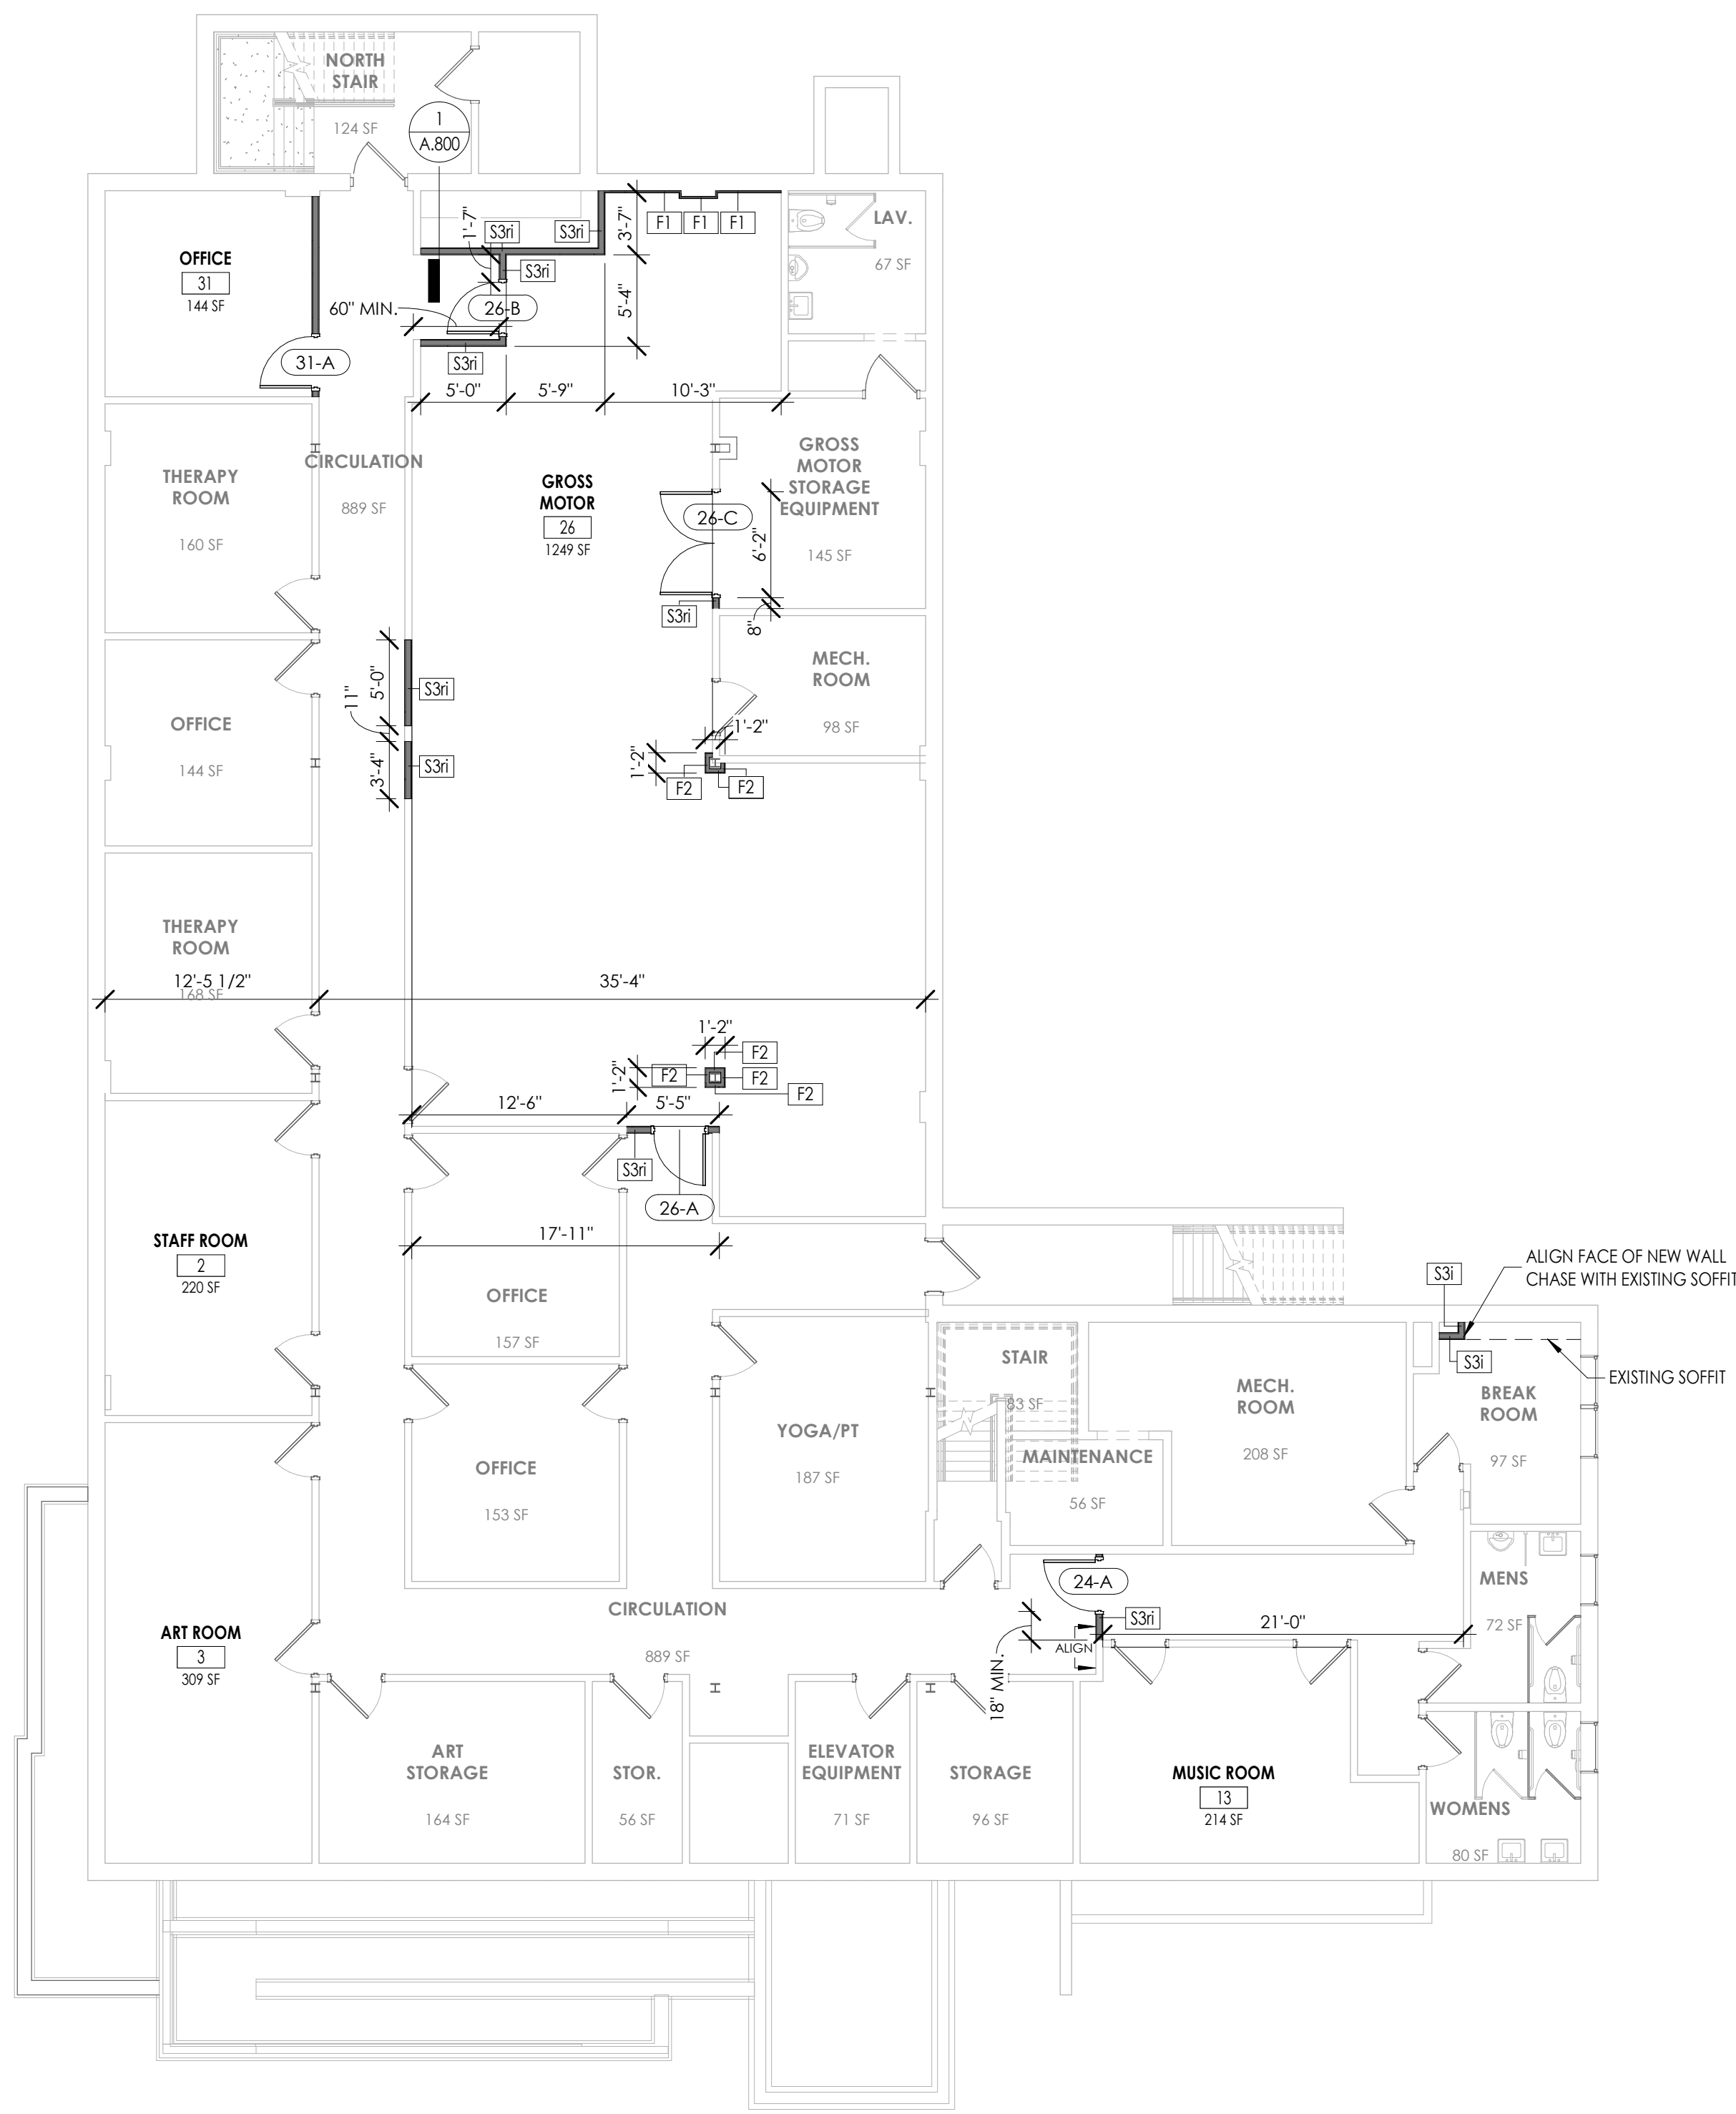 NORTH
STAIR
124 SF
1
A.800
OFFICE
31
144 SF
31-A
1'-7"
S3ri
S3ri
S3ri
3'-7"
5'-4"
F1
F1
F1
60" MIN.
26-B
S3ri
5'-0"
5'-9"
10'-3"
LAV.
67 SF
THERAPY
ROOM
160 SF
CIRCULATION
889 SF
GROSS
MOTOR
26
1249 SF
26-C
GROSS
MOTOR
STORAGE
EQUIPMENT
145 SF
6'-2"
8"
S3ri
OFFICE
144 SF
5'-0"
11"
3'-4"
S3ri
S3ri
MECH.
ROOM
98 SF
1'-2"
1'-2"
F2
F2
THERAPY
ROOM
168 SF
12'-5 1/2"
35'-4"
1'-2"
1'-2"
F2
F2
F2
F2
12'-6"
5'-5"
S3ri
26-A
17'-11"
STAFF ROOM
2
220 SF
OFFICE
157 SF
OFFICE
153 SF
YOGA/PT
187 SF
STAIR
83 SF
MAINTENANCE
56 SF
MECH.
ROOM
208 SF
S3i
S3i
ALIGN FACE OF NEW WALL
CHASE WITH EXISTING SOFFIT
EXISTING SOFFIT
BREAK
ROOM
97 SF
MENS
72 SF
24-A
S3ri
21'-0"
ALIGN
18" MIN.
ART ROOM
3
309 SF
CIRCULATION
889 SF
ART
STORAGE
164 SF
STOR.
56 SF
ELEVATOR
EQUIPMENT
71 SF
STORAGE
96 SF
MUSIC ROOM
13
214 SF
WOMENS
80 SF